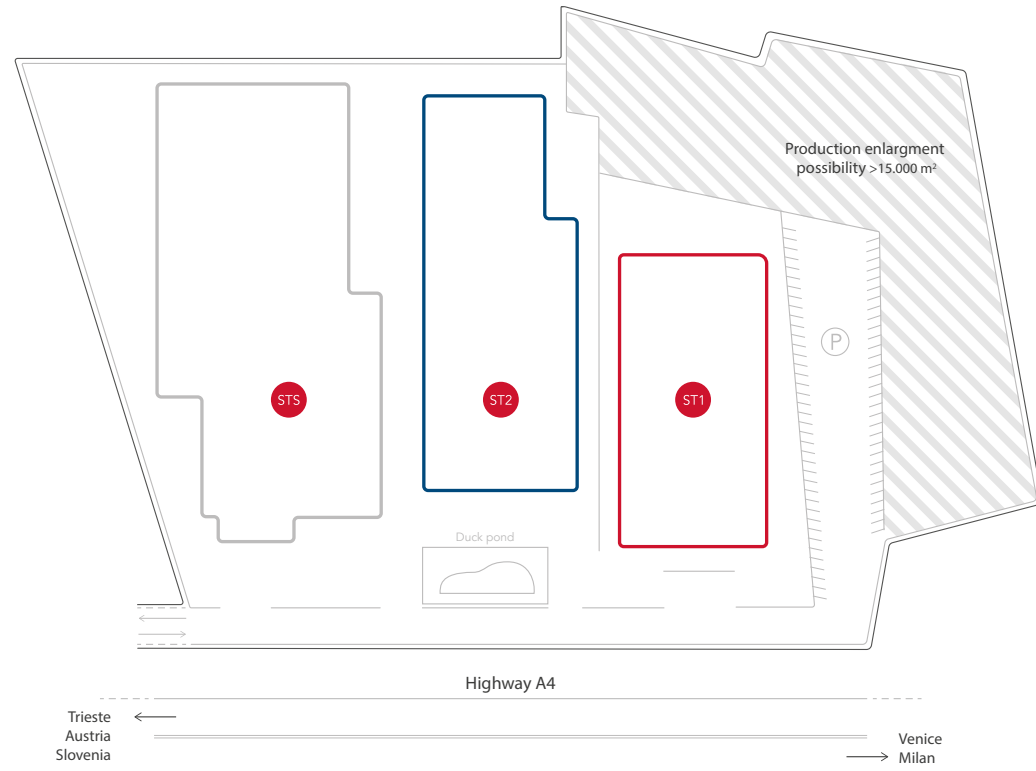 Production enlargment
possibility >15.000 m²
P
STS
ST2
ST1
Duck pond
Highway A4
Trieste
Austria
Slovenia
Venice
Milan